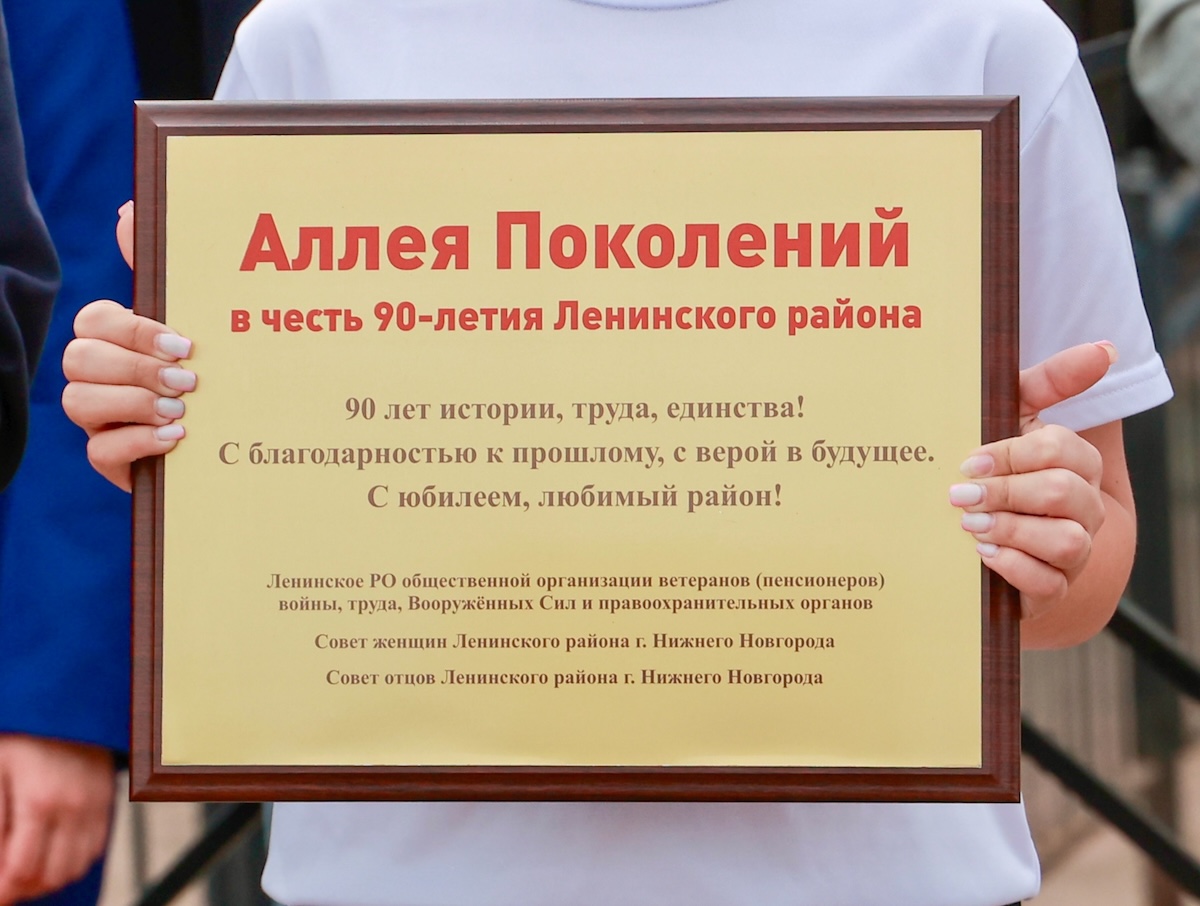 Аллея Поколений
в честь 90-летия Ленинского района
90 лет истории, труда, единства!
С благодарностью к прошлому, с верой в будущее.
С юбилеем, любимый район!
Ленинское РО общественной организации ветеранов (пенсионеров)
войны, труда, Вооружённых Сил и правоохранительных органов
Совет женщин Ленинского района г. Нижнего Новгорода
Совет отцов Ленинского района г. Нижнего Новгорода